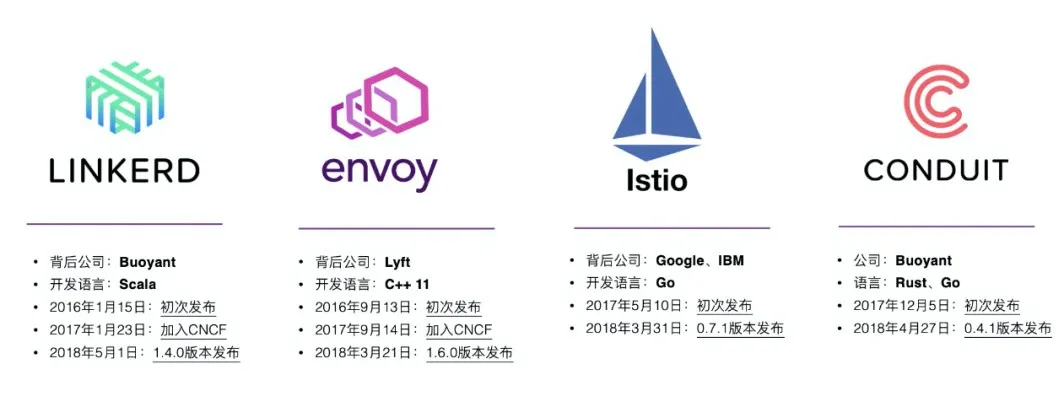 LINKERD
• 背后公司：Buoyant
• 开发语言：Scala
• 2016年1月15日：初次发布
• 2017年1月23日：加入CNCF
• 2018年5月1日：1.4.0版本发布
envoy
• 背后公司：Lyft
• 开发语言：C++ 11
• 2016年9月13日：初次发布
• 2017年9月14日：加入CNCF
• 2018年3月21日：1.6.0版本发布
Istio
• 背后公司：Google、IBM
• 开发语言：Go
• 2017年5月10日：初次发布
• 2018年3月31日：0.7.1版本发布
CONDUIT
• 公司：Buoyant
• 语言：Rust、Go
• 2017年12月5日：初次发布
• 2018年4月27日：0.4.1版本发布